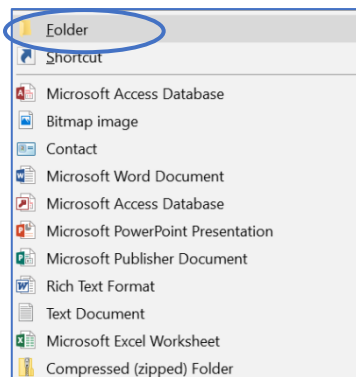 Folder
Shortcut
Microsoft Access Database
Bitmap image
Contact
Microsoft Word Document
Microsoft Access Database
Microsoft PowerPoint Presentation
Microsoft Publisher Document
Rich Text Format
Text Document
Microsoft Excel Worksheet
Compressed (zipped) Folder